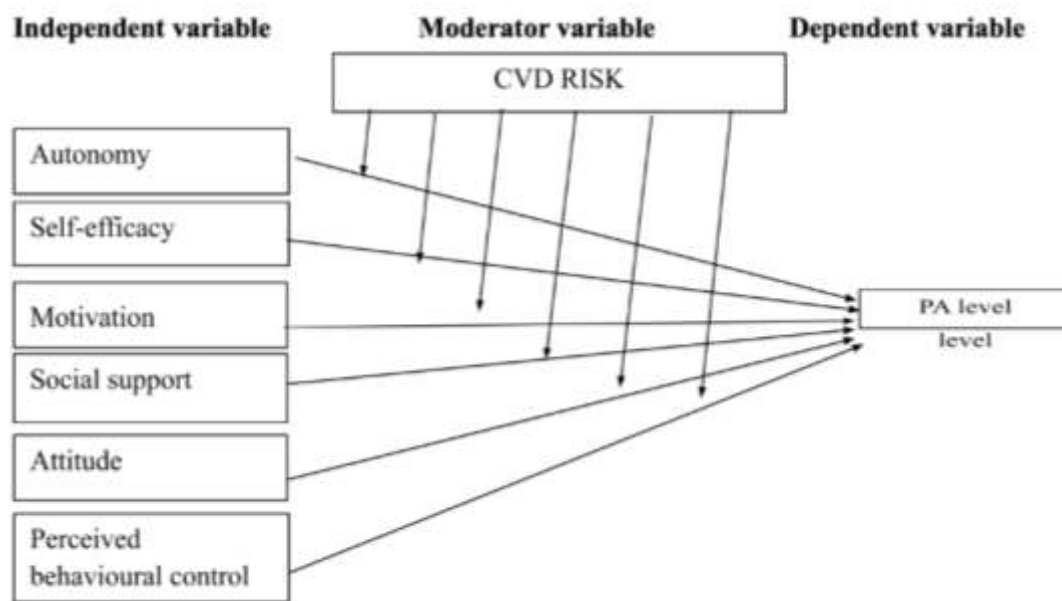 Independent variable
Moderator variable
Dependent variable
CVD RISK
Autonomy
Self-efficacy
Motivation
Social support
Attitude
Perceived
behavioural control
PA level
level